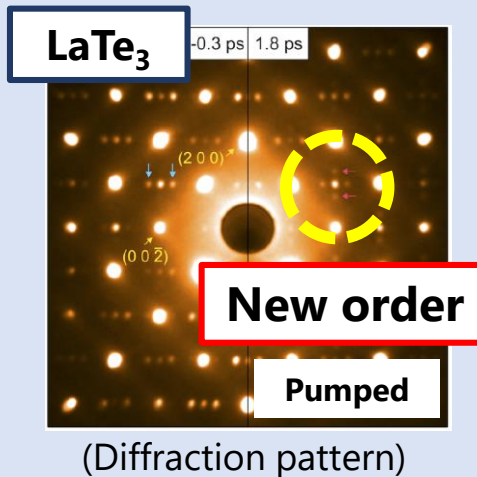 LaTe₃
-0.3 ps 1.8 ps
(2 0 0)
(0 0 2̅)
New order
Pumped
(Diffraction pattern)